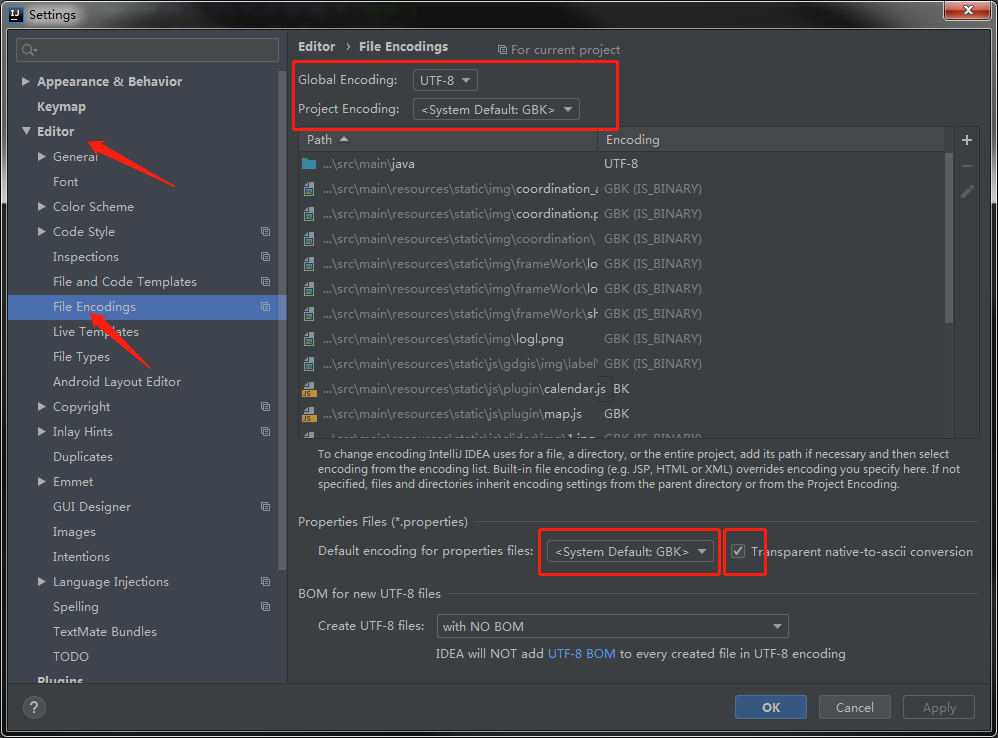 Settings
Appearance & Behavior
Keymap
Editor
General
Font
Color Scheme
Code Style
Inspections
File and Code Templates
File Encodings
Live Templates
File Types
Android Layout Editor
Copyright
Inlay Hints
Duplicates
Emmet
GUI Designer
Images
Intentions
Language Injections
Spelling
TextMate Bundles
TODO
Plugins
Editor › File Encodings For current project
Global Encoding: UTF-8
Project Encoding: <System Default: GBK>
Path Encoding
...\src\main\java UTF-8
...\src\main\resources\static\img\coordination_a GBK (IS_BINARY)
...\src\main\resources\static\img\coordination.p GBK (IS_BINARY)
...\src\main\resources\static\img\coordination\ GBK (IS_BINARY)
...\src\main\resources\static\img\frameWork\lo GBK (IS_BINARY)
...\src\main\resources\static\img\frameWork\lo GBK (IS_BINARY)
...\src\main\resources\static\img\frameWork\sh GBK (IS_BINARY)
...\src\main\resources\static\img\logl.png GBK (IS_BINARY)
...\src\main\resources\static\js\gdgis\img\label\ GBK (IS_BINARY)
...\src\main\resources\static\js\plugin\calendar.js BK
...\src\main\resources\static\js\plugin\map.js GBK
...\src\main\resources\static\js\slider\img\1.jpg GBK (IS_BINARY)
To change encoding IntelliJ IDEA uses for a file, a directory, or the entire project, add its path if necessary and then select
encoding from the encoding list. Built-in file encoding (e.g. JSP, HTML or XML) overrides encoding you specify here. If not
specified, files and directories inherit encoding settings from the parent directory or from the Project Encoding.
Properties Files (*.properties)
Default encoding for properties files: <System Default: GBK> Transparent native-to-ascii conversion
BOM for new UTF-8 files
Create UTF-8 files: with NO BOM
IDEA will NOT add UTF-8 BOM to every created file in UTF-8 encoding
? OK Cancel Apply